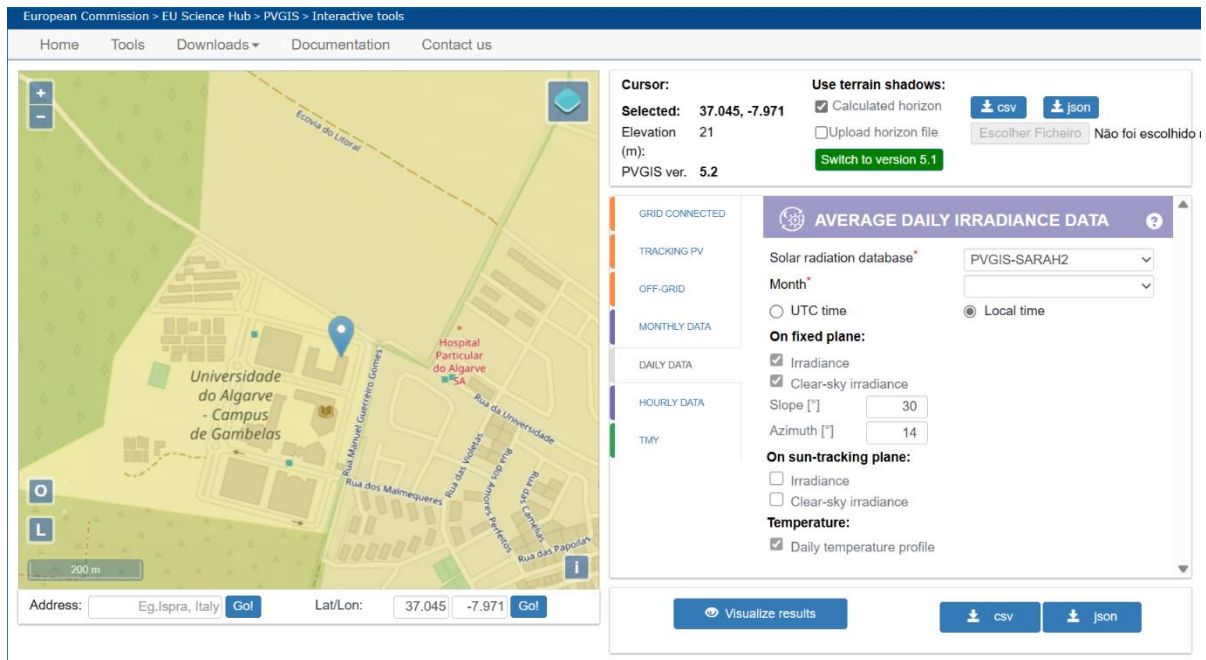 European Commission > EU Science Hub > PVGIS > Interactive tools
Home Tools Downloads Documentation Contact us
+
-
Ecovia do Litoral
Hospital
Particular
do Algarve
SA
Universidade
do Algarve
- Campus
de Gambelas
Rua Manuel Guerreiro Gomes
Rua da Universidade
Rua das Violetas
Rua dos Malmequeres
Rua dos Amores Perfeitos
Rua das Camélias
Rua das Papoilas
O
L
200 m
i
Address: Eg.Ispra, Italy Go! Lat/Lon: 37.045 -7.971 Go!
Cursor:
Selected: 37.045, -7.971
Elevation 21
(m):
PVGIS ver. 5.2
Use terrain shadows:
Calculated horizon csv json
Upload horizon file Escolher Ficheiro Não foi escolhido
Switch to version 5.1
GRID CONNECTED
TRACKING PV
OFF-GRID
MONTHLY DATA
DAILY DATA
HOURLY DATA
TMY
AVERAGE DAILY IRRADIANCE DATA ?
Solar radiation database* PVGIS-SARAH2
Month*
UTC time Local time
On fixed plane:
Irradiance
Clear-sky irradiance
Slope [°] 30
Azimuth [°] 14
On sun-tracking plane:
Irradiance
Clear-sky irradiance
Temperature:
Daily temperature profile
Visualize results csv json